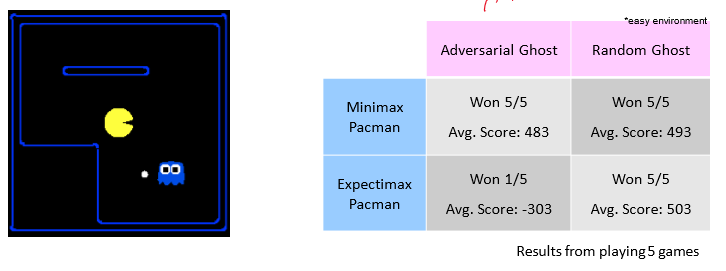 *easy environment
Adversarial Ghost
Random Ghost
Minimax
Pacman
Won 5/5
Avg. Score: 483
Won 5/5
Avg. Score: 493
Expectimax
Pacman
Won 1/5
Avg. Score: -303
Won 5/5
Avg. Score: 503
Results from playing 5 games